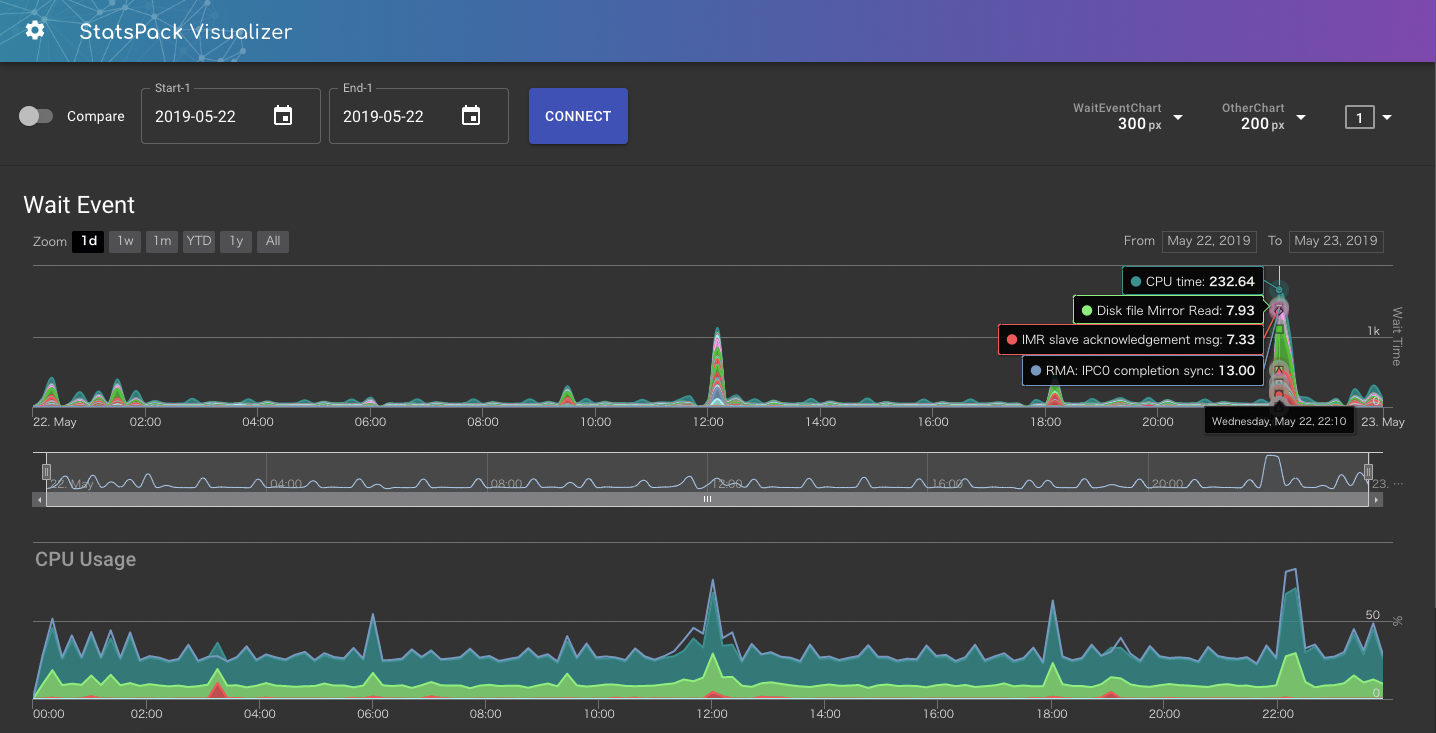 StatsPack Visualizer
Compare
Start-1
2019-05-22
End-1
2019-05-22
CONNECT
WaitEventChart
300 px
OtherChart
200 px
1
Wait Event
Zoom 1d 1w 1m YTD 1y All
From May 22, 2019 To May 23, 2019
CPU time: 232.64
Disk file Mirror Read: 7.93
IMR slave acknowledgement msg: 7.33
RMA: IPC0 completion sync: 13.00
1k
0
Wait Time
Wednesday, May 22, 22:10
22. May 02:00 04:00 06:00 08:00 10:00 12:00 14:00 16:00 18:00 20:00 23. May
22. May 04:00 08:00 12:00 16:00 20:00 23. …
CPU Usage
50
%
0
00:00 02:00 04:00 06:00 08:00 10:00 12:00 14:00 16:00 18:00 20:00 22:00